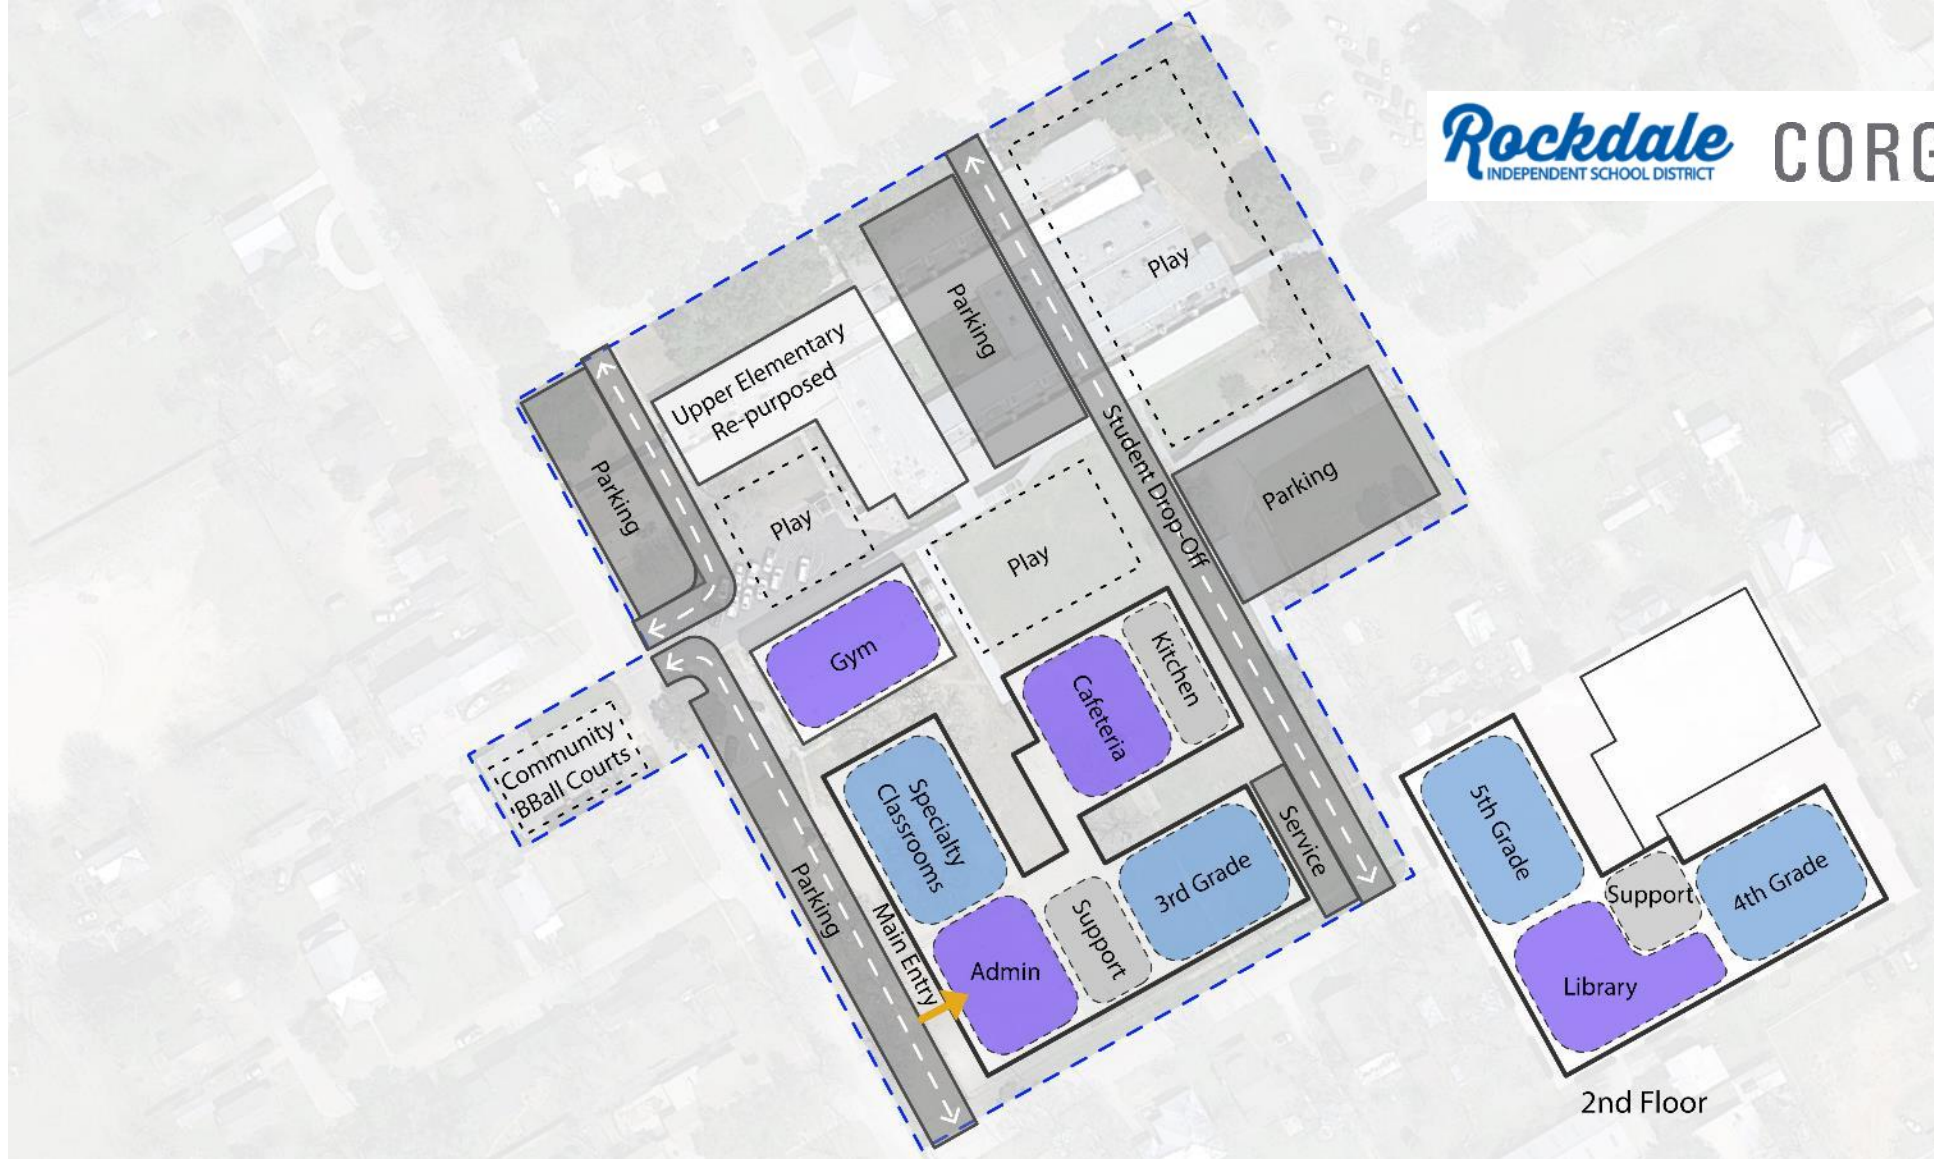 Rockdale
INDEPENDENT SCHOOL DISTRICT
CORG
Play
Parking
Upper Elementary
Re-purposed
Student Drop-Off
Parking
Parking
Play
Play
Gym
Kitchen
Cafeteria
Community
BBall Courts
Specialty
Classrooms
3rd Grade
Service
Parking
Main Entry
Admin
Support
5th Grade
Support
4th Grade
Library
2nd Floor